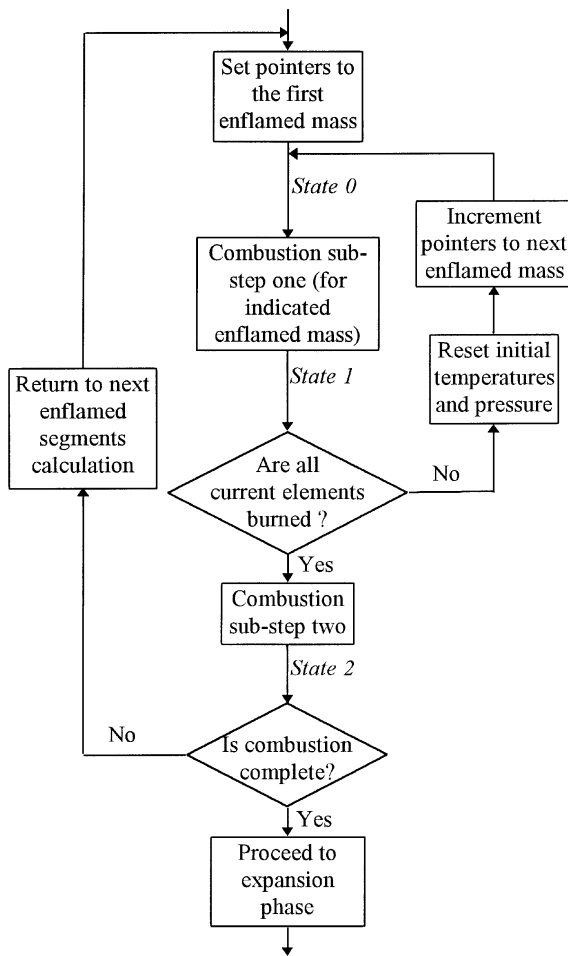 Set pointers to
the first
enflamed mass
State 0
Increment
pointers to next
enflamed mass
Combustion sub-
step one (for
indicated
enflamed mass)
Reset initial
temperatures
and pressure
State 1
Return to next
enflamed
segments
calculation
Are all
current elements
burned ?
No
Yes
Combustion
sub-step two
State 2
No
Is combustion
complete?
Yes
Proceed to
expansion
phase